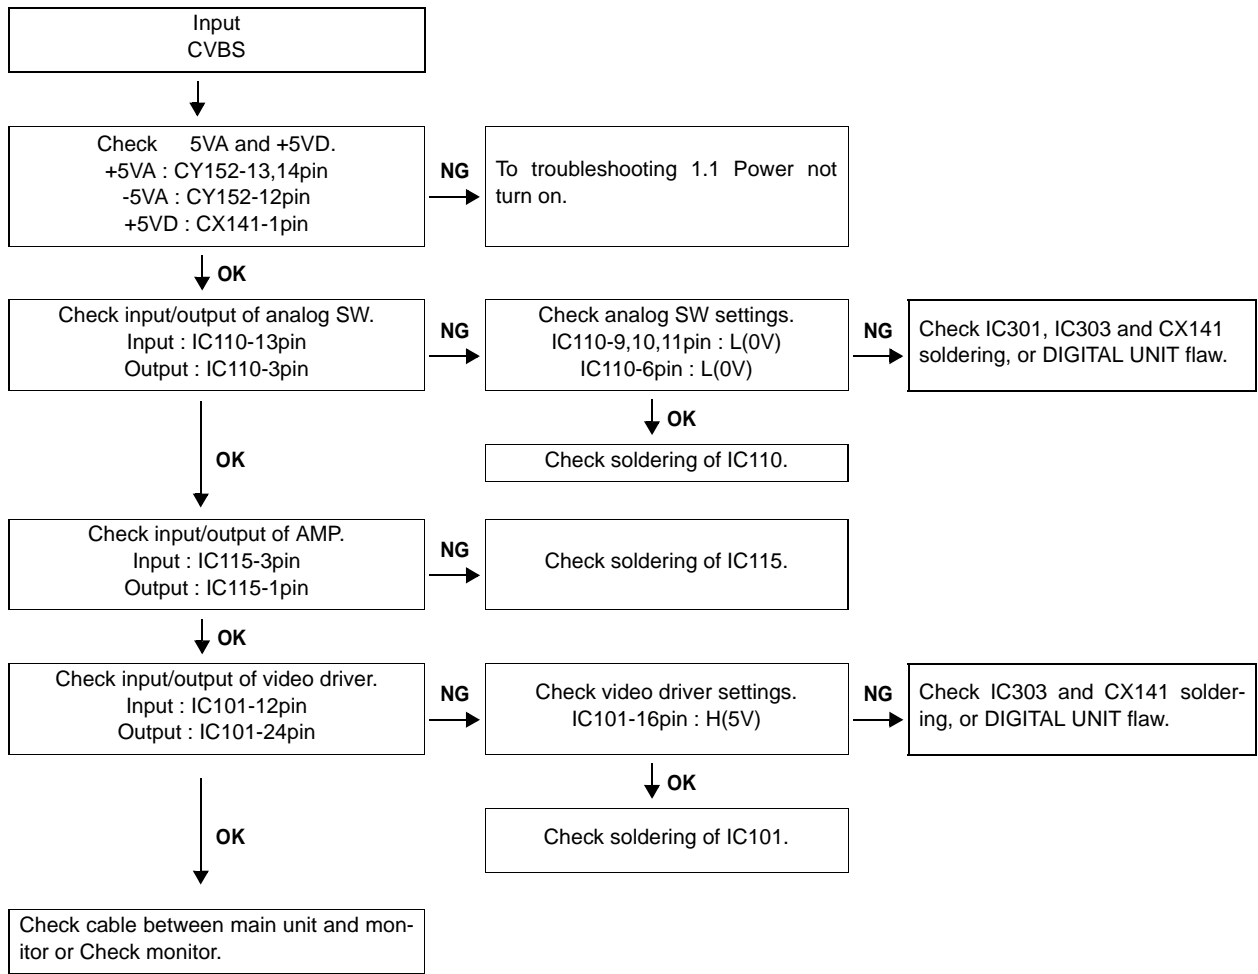 Input
CVBS
Check 5VA and +5VD.
+5VA : CY152-13,14pin
-5VA : CY152-12pin
+5VD : CX141-1pin
NG
To troubleshooting 1.1 Power not
turn on.
OK
Check input/output of analog SW.
Input : IC110-13pin
Output : IC110-3pin
NG
Check analog SW settings.
IC110-9,10,11pin : L(0V)
IC110-6pin : L(0V)
NG
Check IC301, IC303 and CX141
soldering, or DIGITAL UNIT flaw.
OK
Check soldering of IC110.
OK
Check input/output of AMP.
Input : IC115-3pin
Output : IC115-1pin
NG
Check soldering of IC115.
OK
Check input/output of video driver.
Input : IC101-12pin
Output : IC101-24pin
NG
Check video driver settings.
IC101-16pin : H(5V)
NG
Check IC303 and CX141 solder-
ing, or DIGITAL UNIT flaw.
OK
Check soldering of IC101.
OK
Check cable between main unit and mon-
itor or Check monitor.